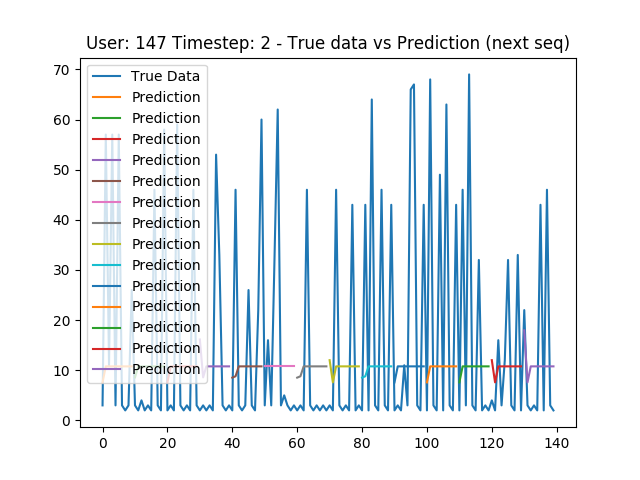 User: 147 Timestep: 2 - True data vs Prediction (next seq)
70
60
50
40
30
20
10
0
True Data
Prediction
Prediction
Prediction
Prediction
Prediction
Prediction
Prediction
Prediction
Prediction
Prediction
Prediction
Prediction
Prediction
Prediction
0 20 40 60 80 100 120 140